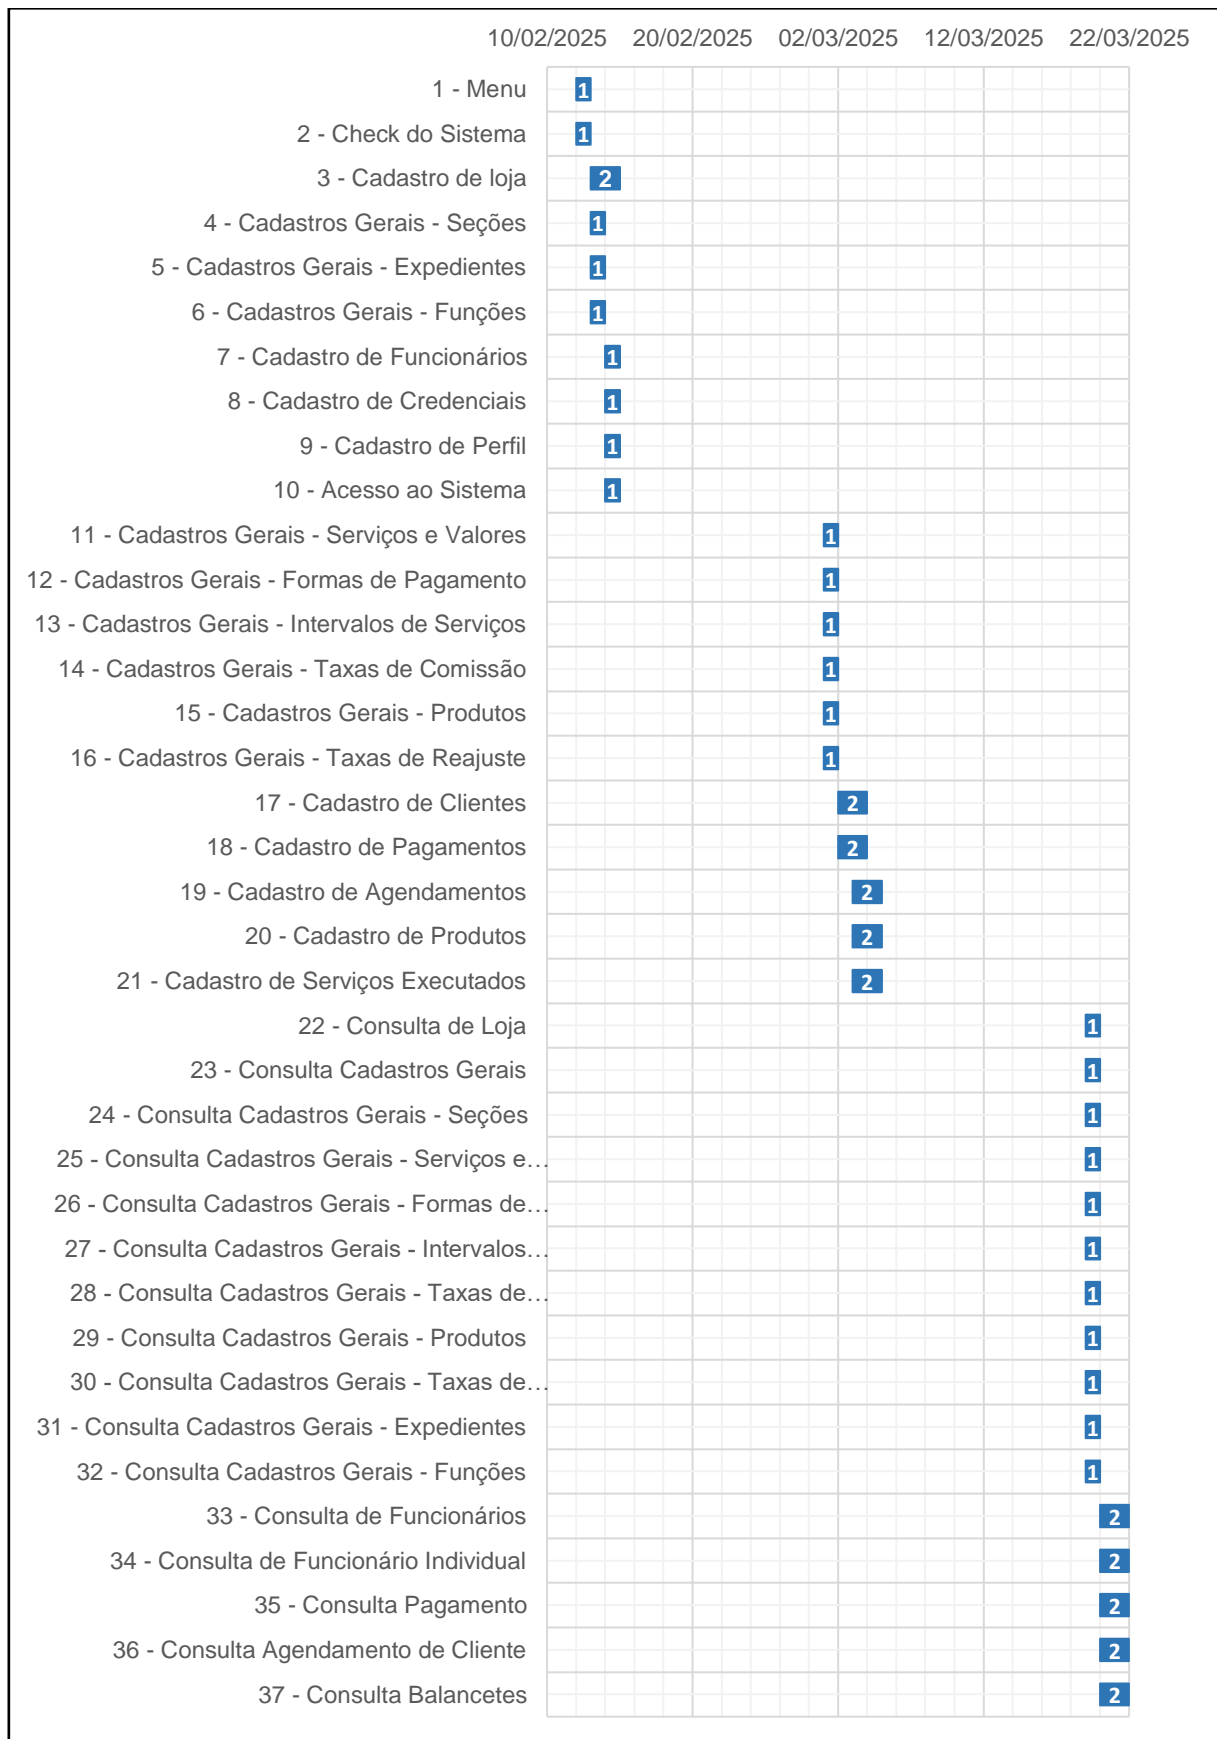 10/02/2025 20/02/2025 02/03/2025 12/03/2025 22/03/2025
1 - Menu 1
2 - Check do Sistema 1
3 - Cadastro de loja 2
4 - Cadastros Gerais - Seções 1
5 - Cadastros Gerais - Expedientes 1
6 - Cadastros Gerais - Funções 1
7 - Cadastro de Funcionários 1
8 - Cadastro de Credenciais 1
9 - Cadastro de Perfil 1
10 - Acesso ao Sistema 1
11 - Cadastros Gerais - Serviços e Valores 1
12 - Cadastros Gerais - Formas de Pagamento 1
13 - Cadastros Gerais - Intervalos de Serviços 1
14 - Cadastros Gerais - Taxas de Comissão 1
15 - Cadastros Gerais - Produtos 1
16 - Cadastros Gerais - Taxas de Reajuste 1
17 - Cadastro de Clientes 2
18 - Cadastro de Pagamentos 2
19 - Cadastro de Agendamentos 2
20 - Cadastro de Produtos 2
21 - Cadastro de Serviços Executados 2
22 - Consulta de Loja 1
23 - Consulta Cadastros Gerais 1
24 - Consulta Cadastros Gerais - Seções 1
25 - Consulta Cadastros Gerais - Serviços e… 1
26 - Consulta Cadastros Gerais - Formas de… 1
27 - Consulta Cadastros Gerais - Intervalos… 1
28 - Consulta Cadastros Gerais - Taxas de… 1
29 - Consulta Cadastros Gerais - Produtos 1
30 - Consulta Cadastros Gerais - Taxas de… 1
31 - Consulta Cadastros Gerais - Expedientes 1
32 - Consulta Cadastros Gerais - Funções 1
33 - Consulta de Funcionários 2
34 - Consulta de Funcionário Individual 2
35 - Consulta Pagamento 2
36 - Consulta Agendamento de Cliente 2
37 - Consulta Balancetes 2